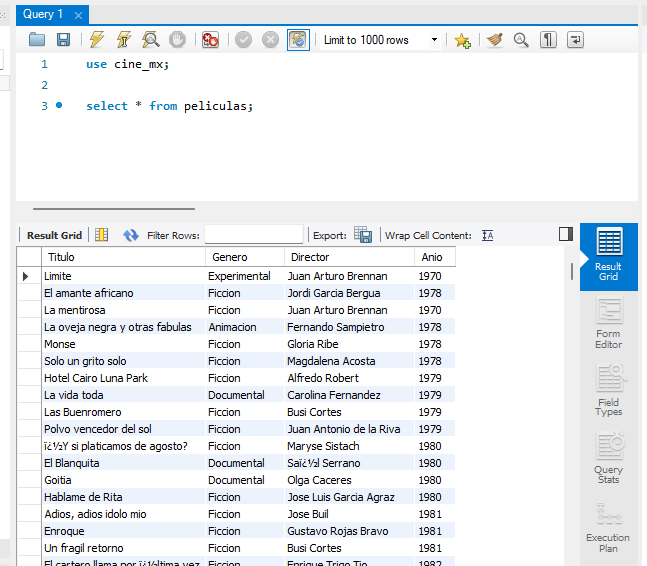 Query 1
Limit to 1000 rows
1 use cine_mx;
2
3 select * from peliculas;
Result Grid Filter Rows: Export: Wrap Cell Content:
Titulo Genero Director Anio
Limite Experimental Juan Arturo Brennan 1970
El amante africano Ficcion Jordi Garcia Bergua 1978
La mentirosa Ficcion Juan Arturo Brennan 1970
La oveja negra y otras fabulas Animacion Fernando Sampietro 1978
Monse Ficcion Gloria Ribe 1978
Solo un grito solo Ficcion Magdalena Acosta 1978
Hotel Cairo Luna Park Ficcion Alfredo Robert 1979
La vida toda Documental Carolina Fernandez 1979
Las Buenromero Ficcion Busi Cortes 1979
Polvo vencedor del sol Ficcion Juan Antonio de la Riva 1979
ï¿½Y si platicamos de agosto? Ficcion Maryse Sistach 1980
El Blanquita Documental Saï¿½l Serrano 1980
Goitia Documental Olga Caceres 1980
Hablame de Rita Ficcion Jose Luis Garcia Agraz 1980
Adios, adios idolo mio Ficcion Jose Buil 1981
Enroque Ficcion Gustavo Rojas Bravo 1981
Un fragil retorno Ficcion Busi Cortes 1981
El cartero llama por ï¿½ltima vez Ficcion Enrique Trigo Tio 1982
Result
Grid
Form
Editor
Field
Types
Query
Stats
Execution
Plan